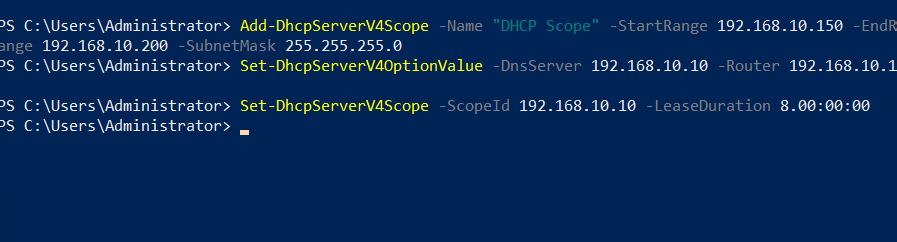 PS C:\Users\Administrator> Add-DhcpServerV4Scope -Name "DHCP Scope" -StartRange 192.168.10.150 -EndR
ange 192.168.10.200 -SubnetMask 255.255.255.0
PS C:\Users\Administrator> Set-DhcpServerV4OptionValue -DnsServer 192.168.10.10 -Router 192.168.10.1
PS C:\Users\Administrator> Set-DhcpServerV4Scope -ScopeId 192.168.10.10 -LeaseDuration 8.00:00:00
PS C:\Users\Administrator>